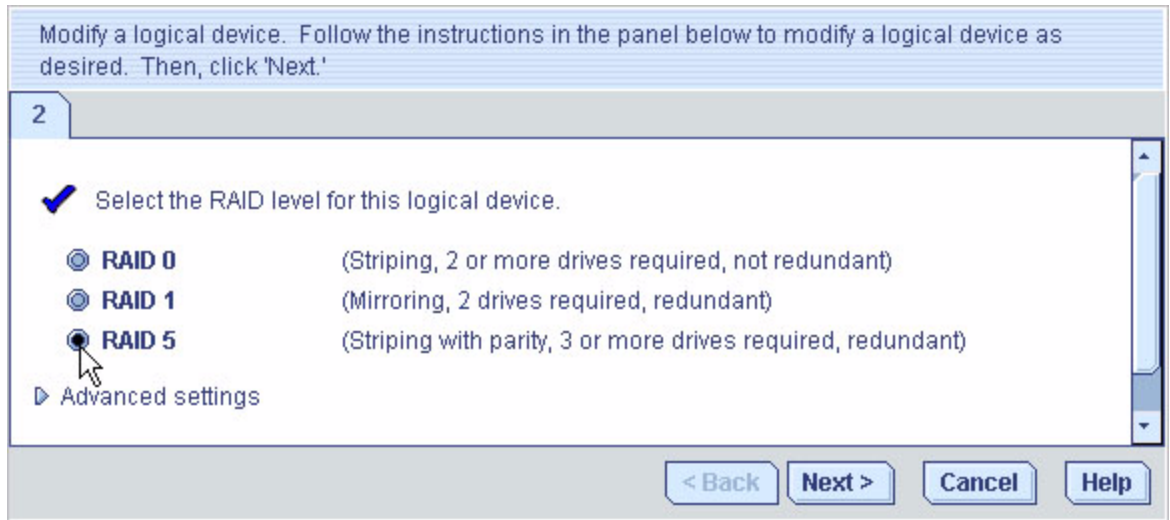 Modify a logical device. Follow the instructions in the panel below to modify a logical device as
desired. Then, click 'Next.'
2
Select the RAID level for this logical device.
RAID 0 (Striping, 2 or more drives required, not redundant)
RAID 1 (Mirroring, 2 drives required, redundant)
RAID 5 (Striping with parity, 3 or more drives required, redundant)
Advanced settings
< Back Next > Cancel Help